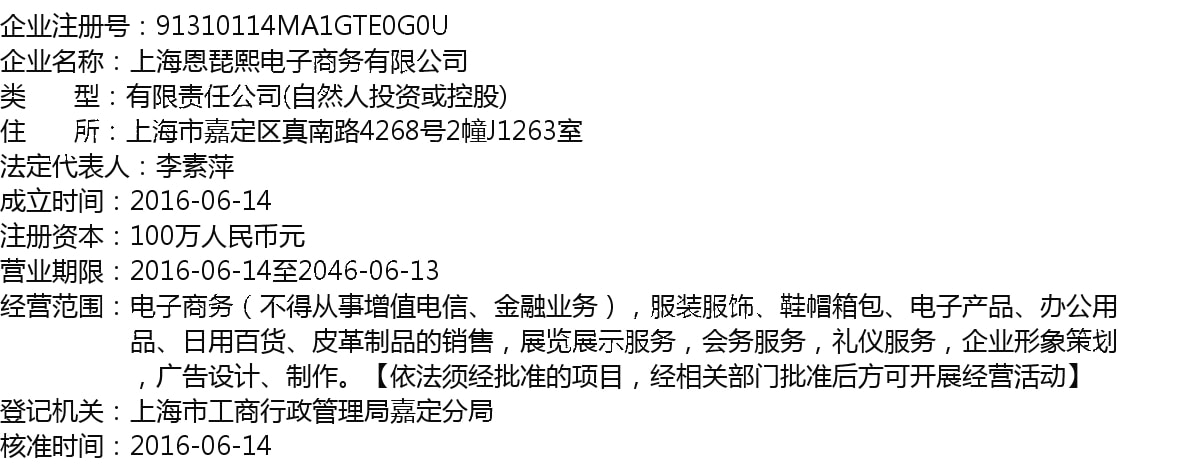 企业注册号：91310114MA1GTE0G0U
企业名称：上海恩琵熙电子商务有限公司
类 型：有限责任公司(自然人投资或控股)
住 所：上海市嘉定区真南路4268号2幢J1263室
法定代表人：李素萍
成立时间：2016-06-14
注册资本：100万人民币元
营业期限：2016-06-14至2046-06-13
经营范围：电子商务（不得从事增值电信、金融业务），服装服饰、鞋帽箱包、电子产品、办公用
品、日用百货、皮革制品的销售，展览展示服务，会务服务，礼仪服务，企业形象策划
，广告设计、制作。【依法须经批准的项目，经相关部门批准后方可开展经营活动】
登记机关：上海市工商行政管理局嘉定分局
核准时间：2016-06-14